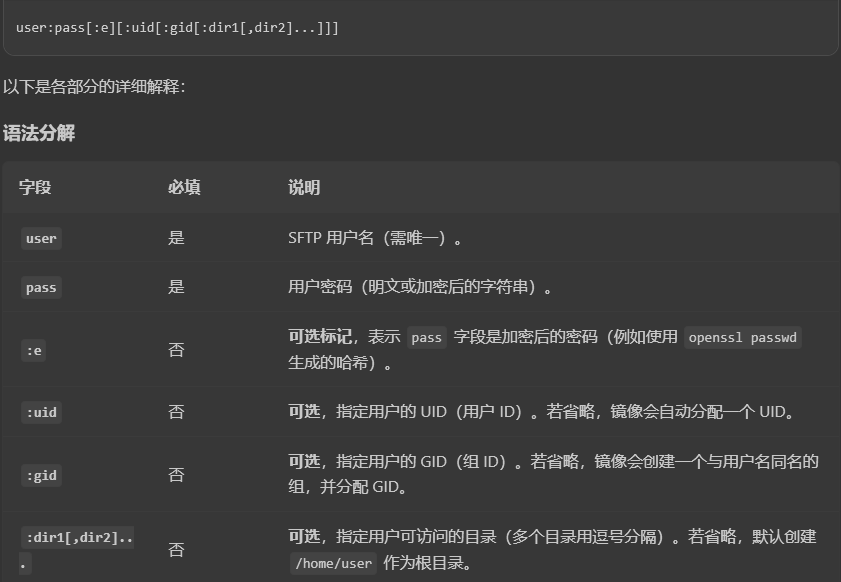 user:pass[:e][:uid[:gid[:dir1[,dir2]...]]]
以下是各部分的详细解释：
语法分解
字段 必填 说明
user 是 SFTP 用户名（需唯一）。
pass 是 用户密码（明文或加密后的字符串）。
:e 否 可选标记，表示 pass 字段是加密后的密码（例如使用 openssl passwd
生成的哈希）。
:uid 否 可选，指定用户的 UID（用户 ID）。若省略，镜像会自动分配一个 UID。
:gid 否 可选，指定用户的 GID（组 ID）。若省略，镜像会创建一个与用户名同名的
组，并分配 GID。
:dir1[,dir2]..
. 否 可选，指定用户可访问的目录（多个目录用逗号分隔）。若省略，默认创建
/home/user 作为根目录。